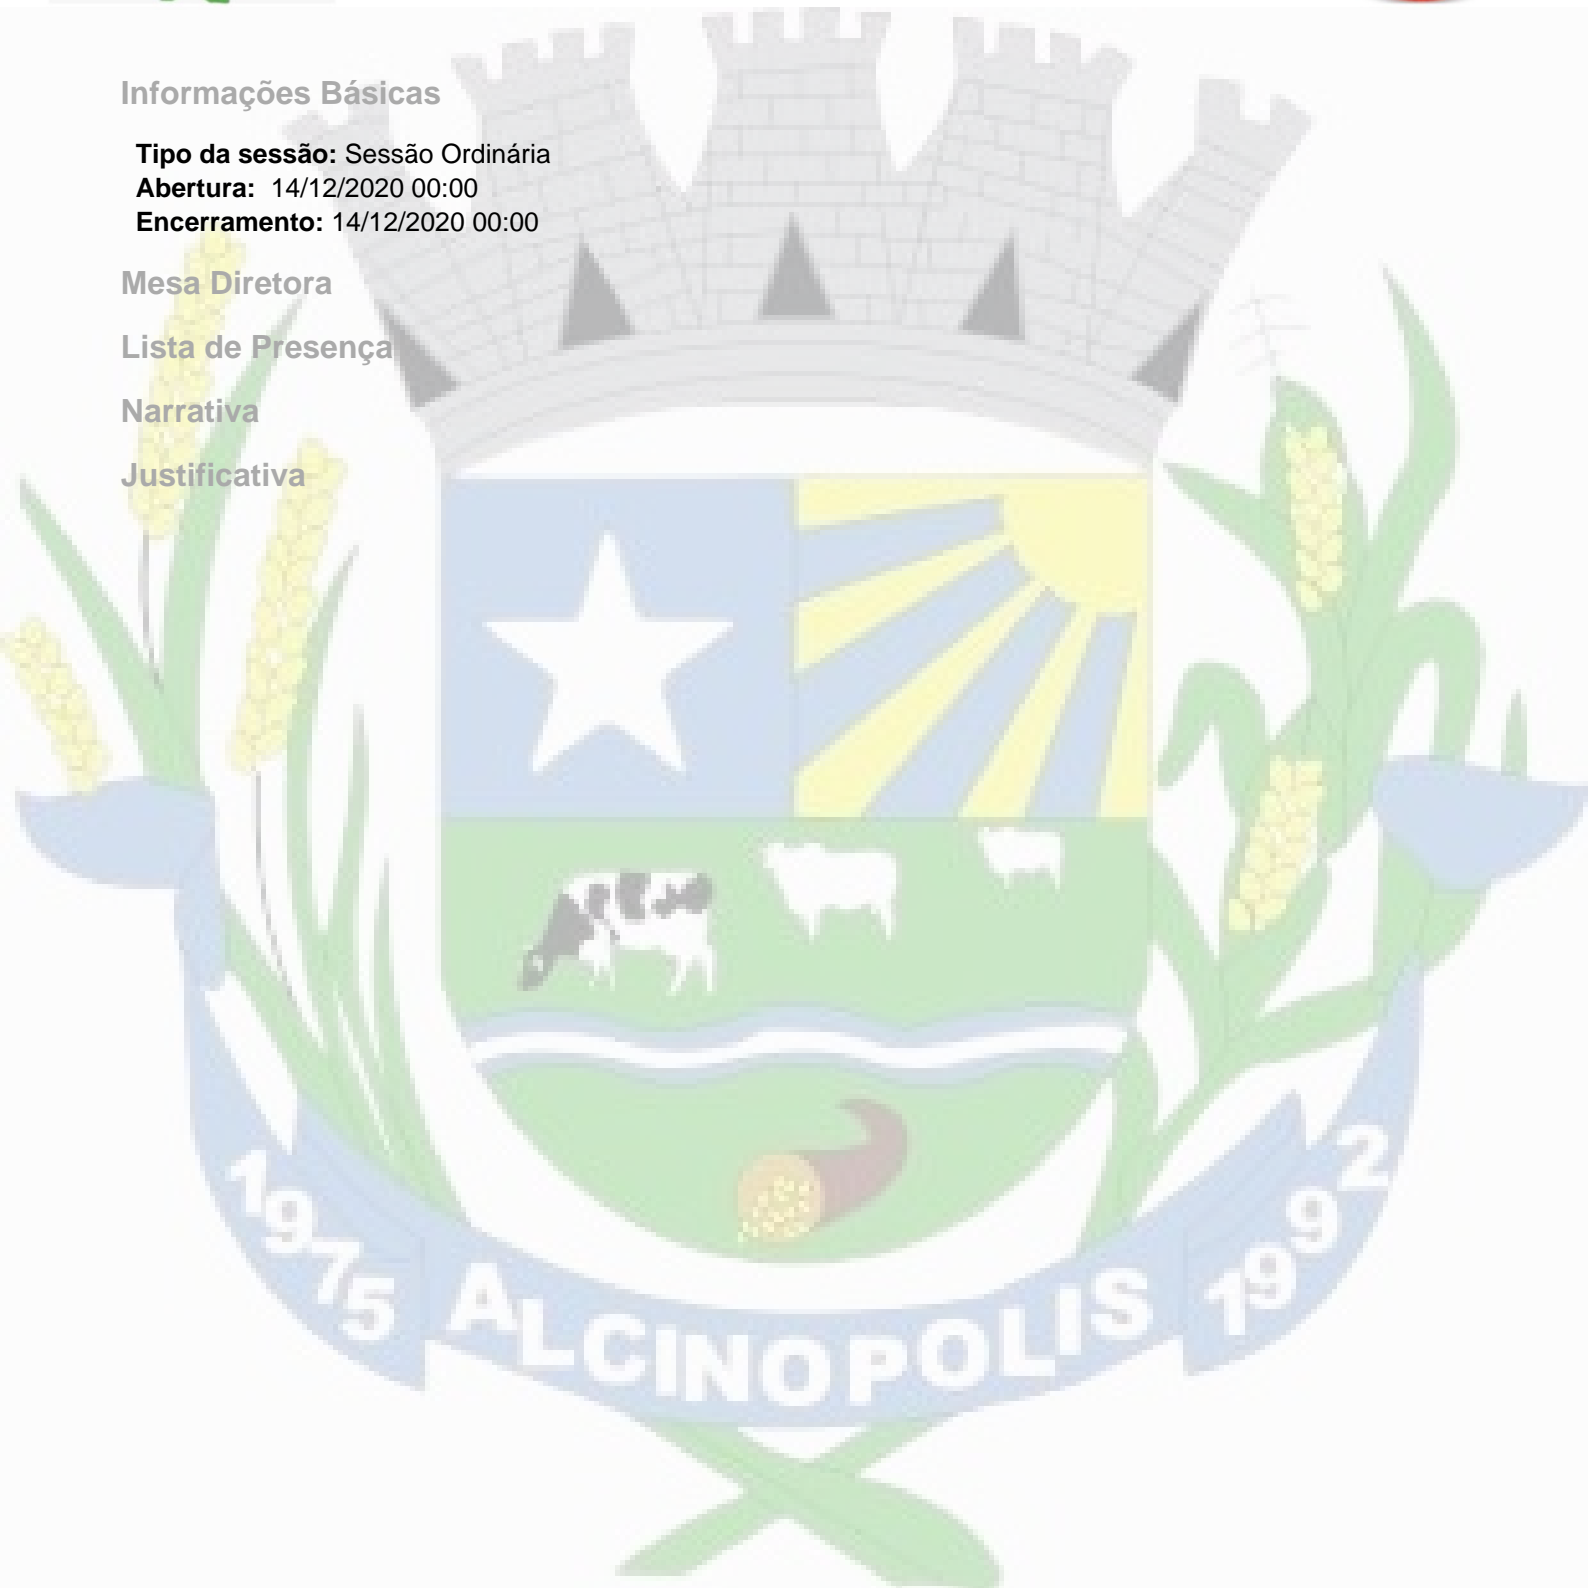 Informações Básicas
Tipo da sessão: Sessão Ordinária
Abertura: 14/12/2020 00:00
Encerramento: 14/12/2020 00:00
Mesa Diretora
Lista de Presença
Narrativa
Justificativa
1975 ALCINOPOLIS 1992